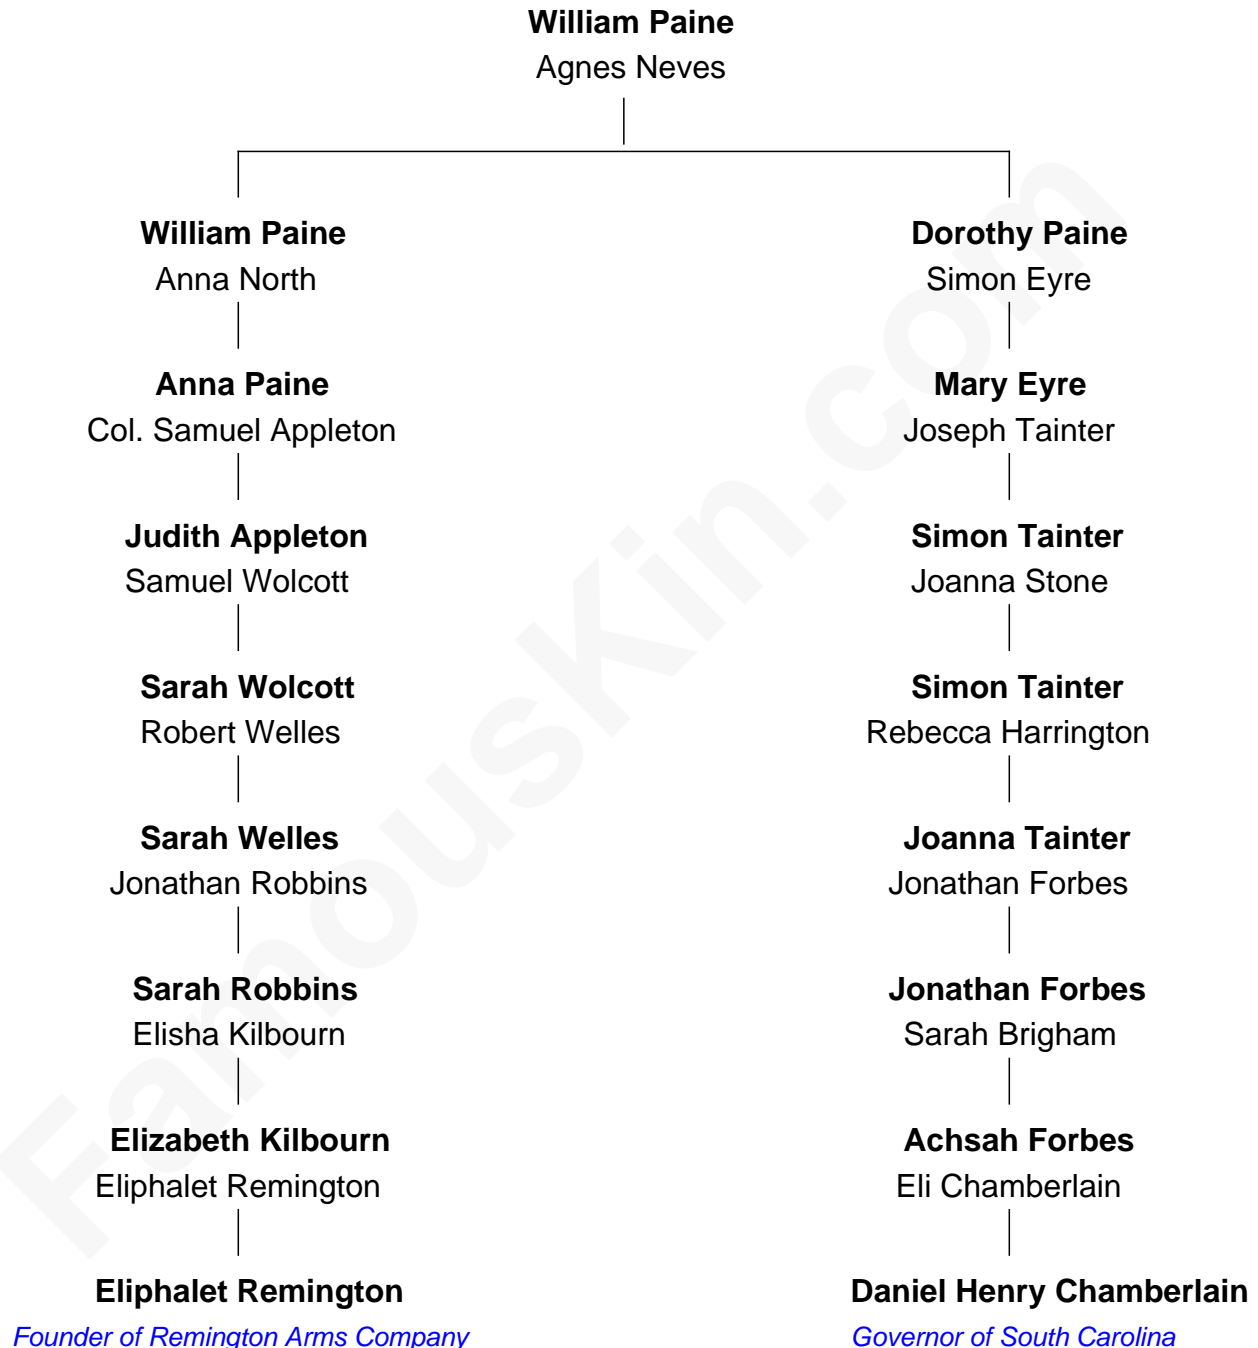 William Paine
Agnes Neves
William Paine
Anna North
Dorothy Paine
Simon Eyre
Anna Paine
Col. Samuel Appleton
Mary Eyre
Joseph Tainter
Judith Appleton
Samuel Wolcott
Simon Tainter
Joanna Stone
Sarah Wolcott
Robert Welles
Simon Tainter
Rebecca Harrington
Sarah Welles
Jonathan Robbins
Joanna Tainter
Jonathan Forbes
Sarah Robbins
Elisha Kilbourn
Jonathan Forbes
Sarah Brigham
Elizabeth Kilbourn
Eliphalet Remington
Achsah Forbes
Eli Chamberlain
Eliphalet Remington
Founder of Remington Arms Company
Daniel Henry Chamberlain
Governor of South Carolina
FamousKin.com